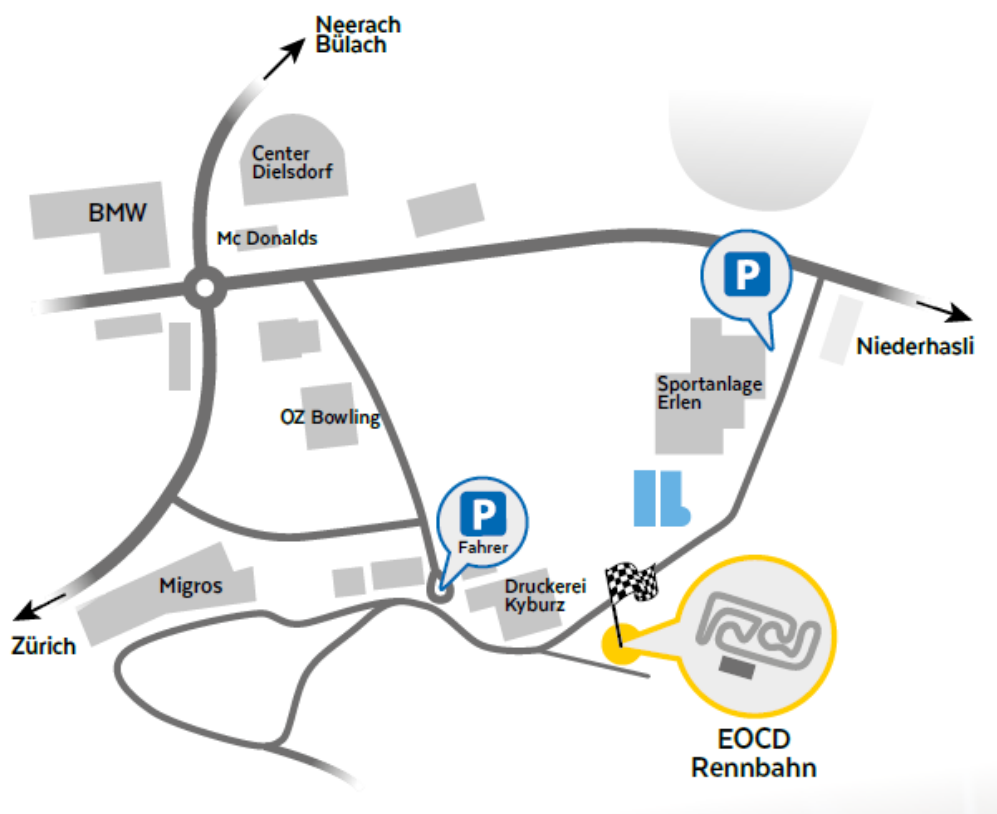 Neerach
Bülach
Center
Dielsdorf
BMW
Mc Donalds
P
Niederhasli
Sportanlage
Erlen
OZ Bowling
P
Fahrer
Migros
Druckerei
Kyburz
Zürich
EOCD
Rennbahn